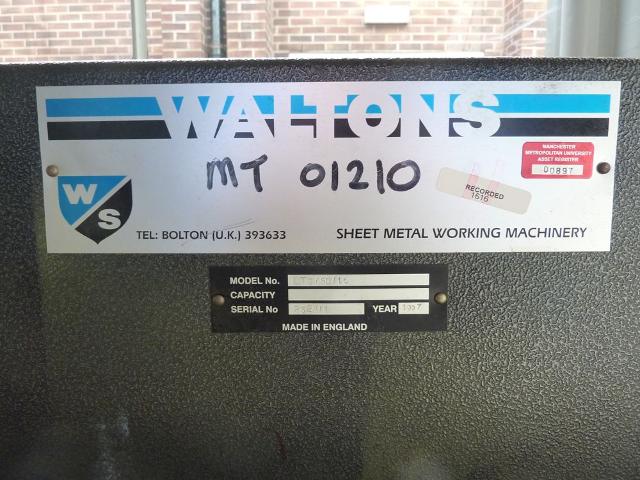 WALTONS
MT 01210
MANCHESTER
METROPOLITAN UNIVERSITY
ASSET REGISTER
00897
RECORDED
1516
WS
TEL: BOLTON (U.K.) 393633
SHEET METAL WORKING MACHINERY
MODEL No.
CAPACITY
SERIAL No
YEAR 1997
MADE IN ENGLAND